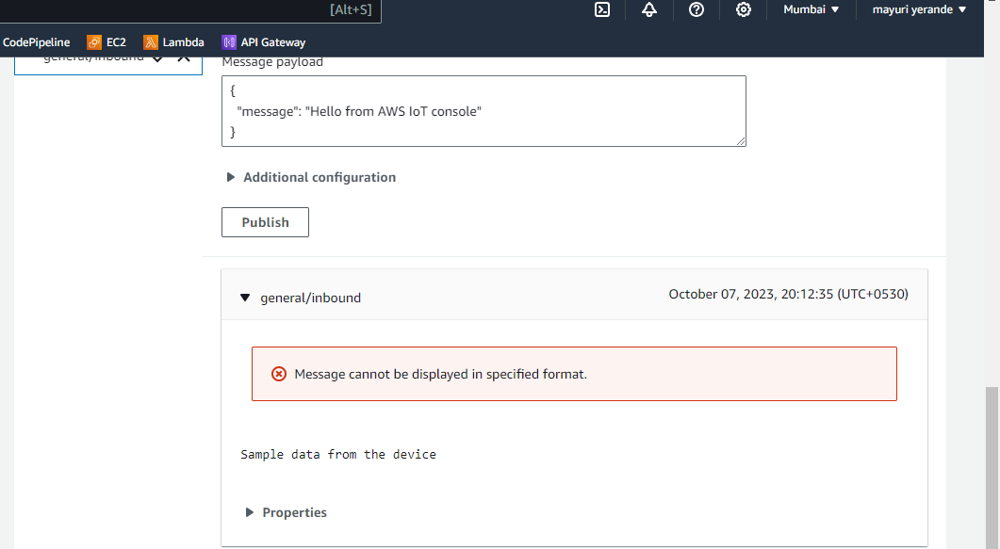 [Alt+S]
Mumbai
mayuri yerande
CodePipeline
EC2
Lambda
API Gateway
general/inbound
Message payload
{
"message": "Hello from AWS IoT console"
}
Additional configuration
Publish
general/inbound
October 07, 2023, 20:12:35 (UTC+0530)
Message cannot be displayed in specified format.
Sample data from the device
Properties